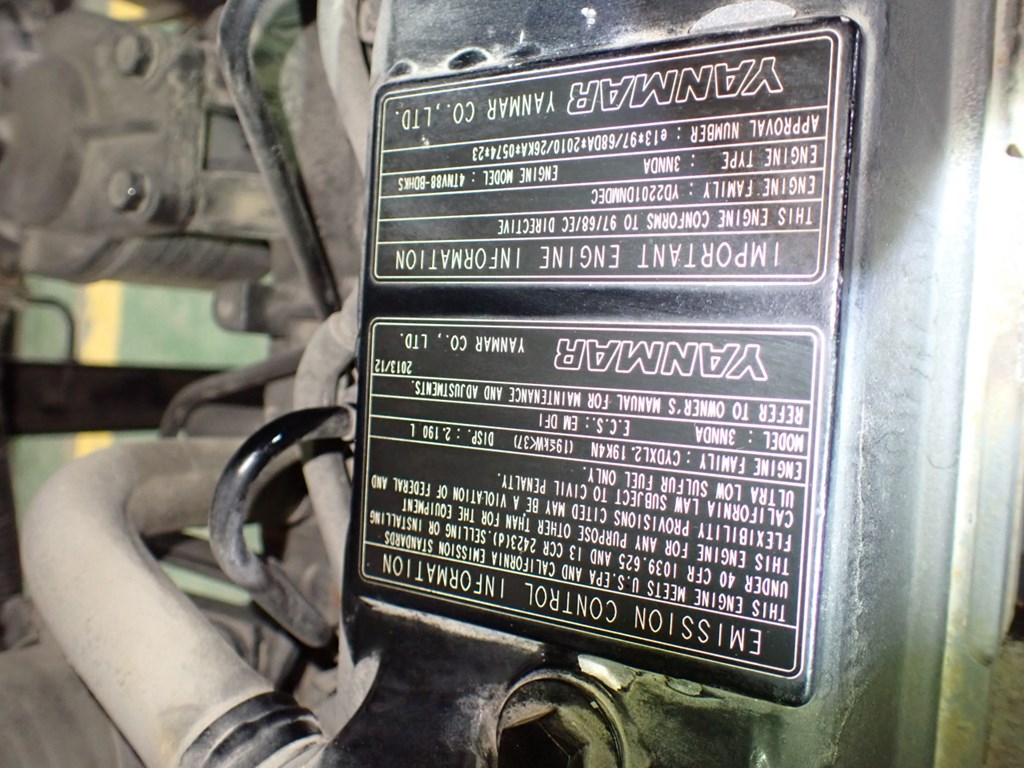 EMISSION CONTROL INFORMATION
THIS ENGINE MEETS U.S.EPA AND CALIFORNIA EMISSION STANDARDS
UNDER 40 CFR 1039.625 AND 13 CCR 2423(d).SELLING OR INSTALLING
THIS ENGINE FOR ANY PURPOSE OTHER THAN FOR THE EQUIPMENT
FLEXIBILITY PROVISIONS CITED MAY BE A VIOLATION OF FEDERAL AND
CALIFORNIA LAW SUBJECT TO CIVIL PENALTY.
ULTRA LOW SULFUR FUEL ONLY.
ENGINE FAMILY : CYDXL2.19K4N (19≤kW<37) DISP. : 2.190 L
MODEL : 3NNDA E.C.S. : EM DFI
REFER TO OWNER'S MANUAL FOR MAINTENANCE AND ADJUSTMENTS.
2013/12
YANMAR YANMAR CO., LTD.
IMPORTANT ENGINE INFORMATION
THIS ENGINE CONFORMS TO 97/68/EC DIRECTIVE
ENGINE FAMILY : YD2201DNMDEC
ENGINE TYPE : 3NNDA ENGINE MODEL : 4TNV88-BDHKS
APPROVAL NUMBER : e13*97/68DA*2010/26KA*0574*23
YANMAR YANMAR CO., LTD.